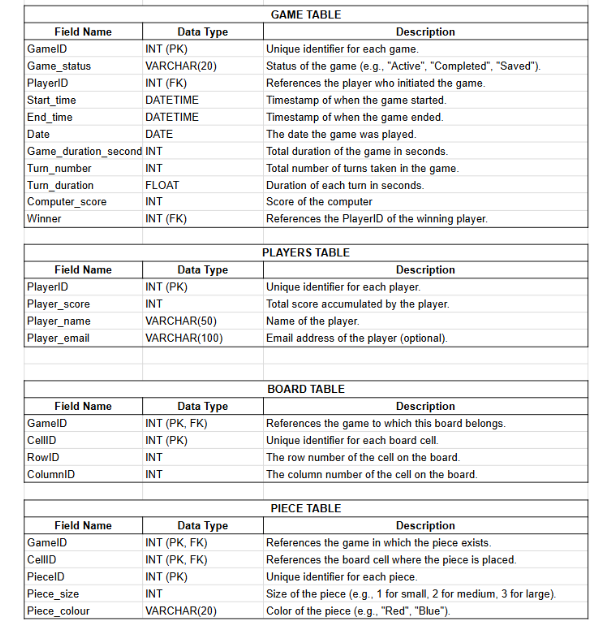 GAME TABLE
Field Name Data Type Description
GameID INT (PK) Unique identifier for each game.
Game_status VARCHAR(20) Status of the game (e.g., "Active", "Completed", "Saved").
PlayerID INT (FK) References the player who initiated the game.
Start_time DATETIME Timestamp of when the game started.
End_time DATETIME Timestamp of when the game ended.
Date DATE The date the game was played.
Game_duration_second INT Total duration of the game in seconds.
Turn_number INT Total number of turns taken in the game.
Turn_duration FLOAT Duration of each turn in seconds.
Computer_score INT Score of the computer
Winner INT (FK) References the PlayerID of the winning player.
PLAYERS TABLE
Field Name Data Type Description
PlayerID INT (PK) Unique identifier for each player.
Player_score INT Total score accumulated by the player.
Player_name VARCHAR(50) Name of the player.
Player_email VARCHAR(100) Email address of the player (optional).
BOARD TABLE
Field Name Data Type Description
GameID INT (PK, FK) References the game to which this board belongs.
CellID INT (PK) Unique identifier for each board cell.
RowID INT The row number of the cell on the board.
ColumnID INT The column number of the cell on the board.
PIECE TABLE
Field Name Data Type Description
GameID INT (PK, FK) References the game in which the piece exists.
CellID INT (PK, FK) References the board cell where the piece is placed.
PieceID INT (PK) Unique identifier for each piece.
Piece_size INT Size of the piece (e.g., 1 for small, 2 for medium, 3 for large).
Piece_colour VARCHAR(20) Color of the piece (e.g., "Red", "Blue").